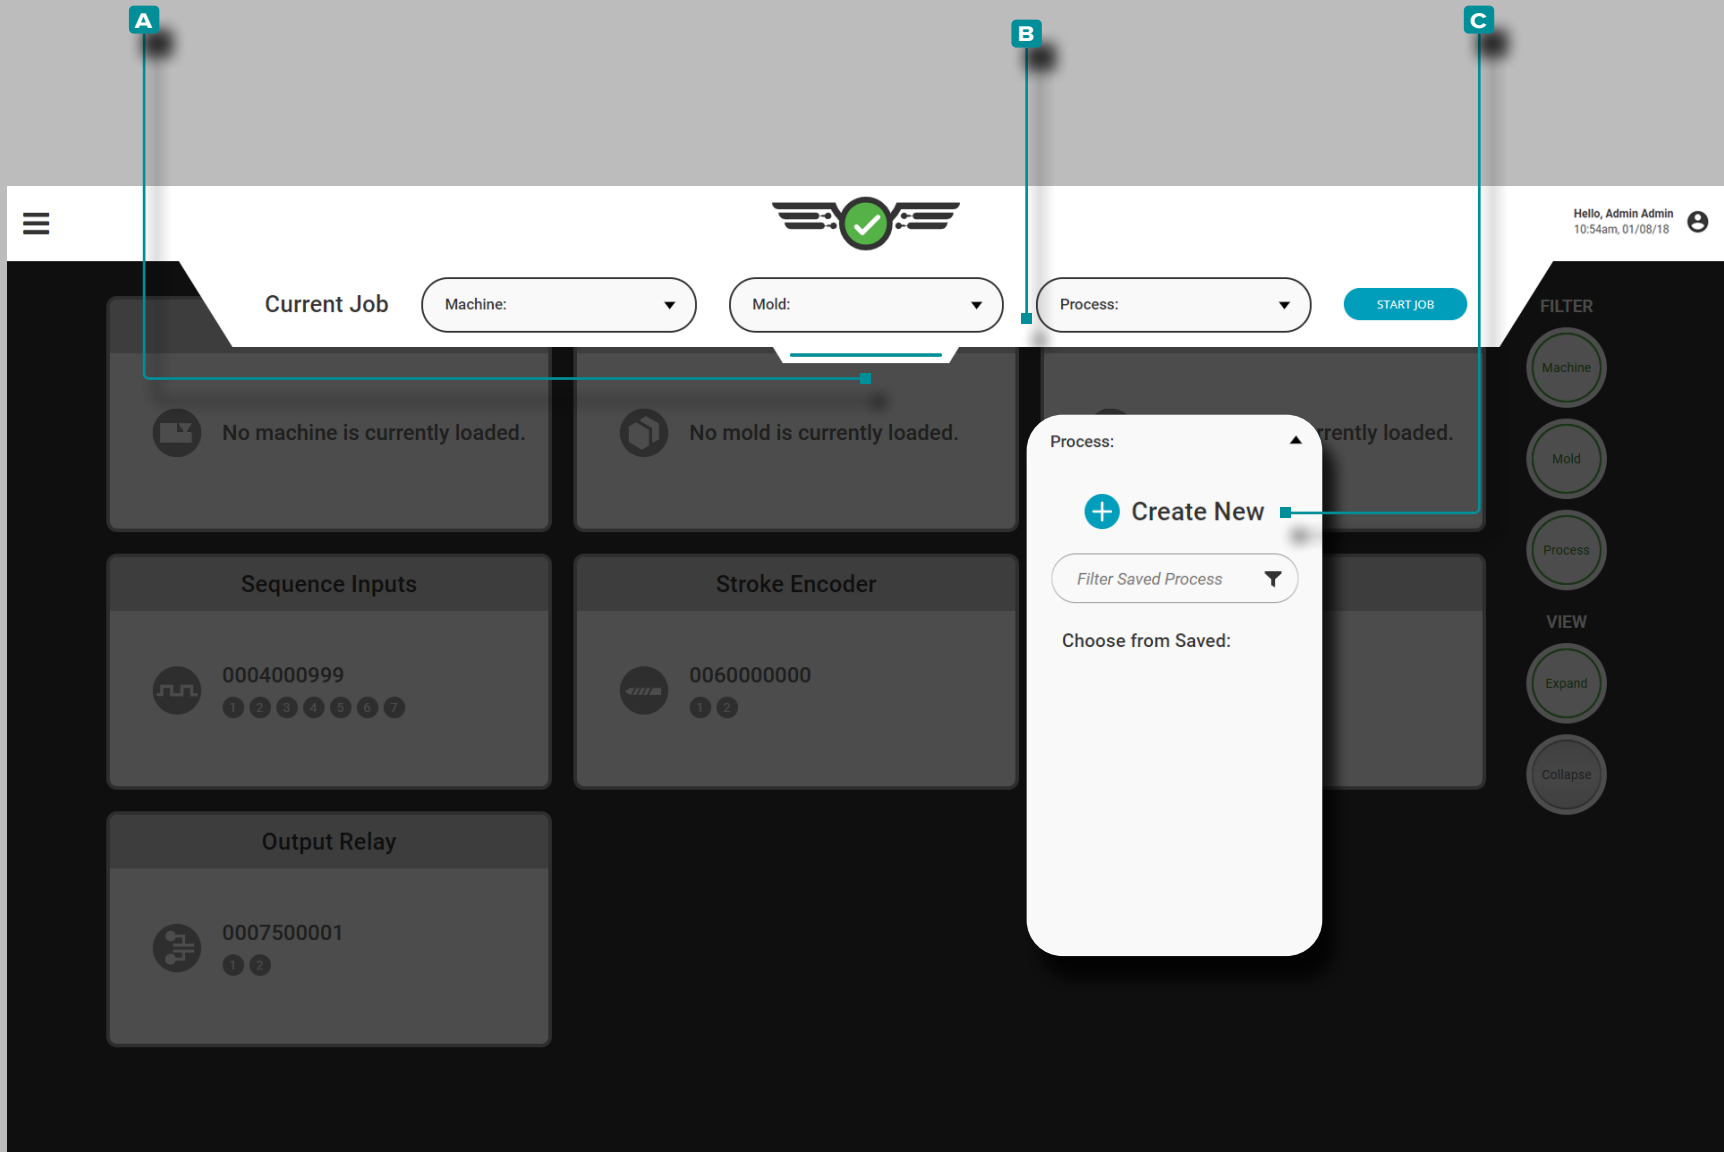 A
B
C
Hello, Admin Admin
10:54am, 01/08/18
Current Job
Machine:
Mold:
Process:
START JOB
No machine is currently loaded.
No mold is currently loaded.
rrently loaded.
Process:
Create New
Filter Saved Process
Choose from Saved:
Sequence Inputs
0004000999
1 2 3 4 5 6 7
Stroke Encoder
0060000000
1 2
Output Relay
0007500001
1 2
FILTER
Machine
Mold
Process
VIEW
Expand
Collapse